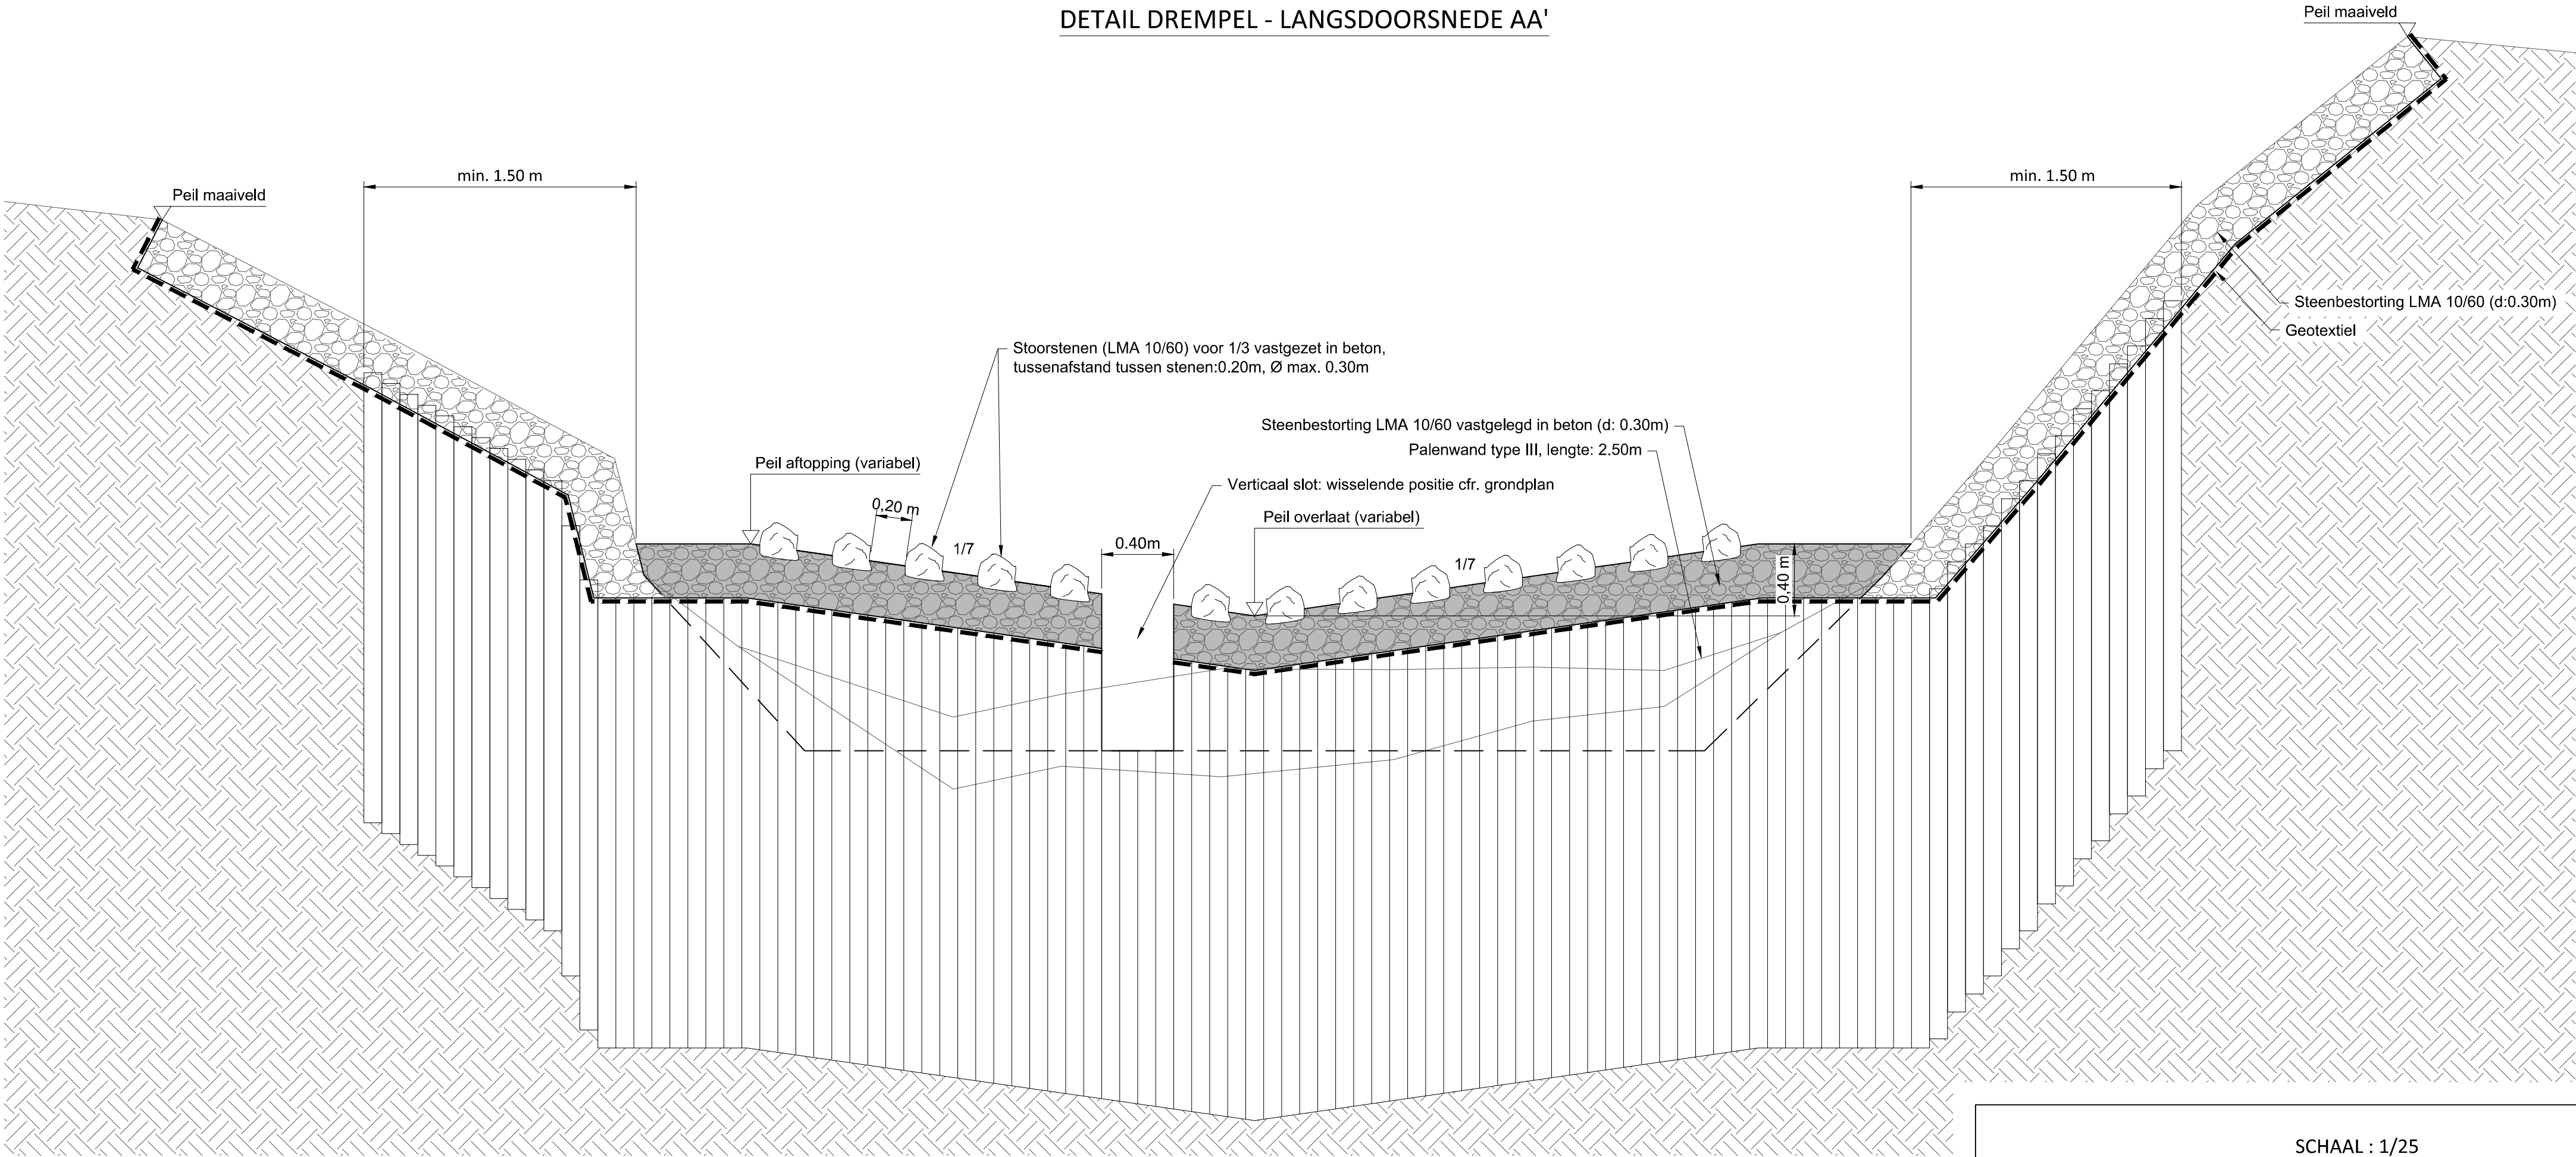 DETAIL DREMPEL - LANGSDOORSNEDE AA'
Peil maaiveld
min. 1.50 m
min. 1.50 m
Peil maaiveld
Steenbestorting LMA 10/60 (d:0.30m)
Geotextiel
Stoorstenen (LMA 10/60) voor 1/3 vastgezet in beton,
tussenafstand tussen stenen:0.20m, Ø max. 0.30m
Steenbestorting LMA 10/60 vastgelegd in beton (d: 0.30m)
Palenwand type III, lengte: 2.50m
Peil aftopping (variabel)
Verticaal slot: wisselende positie cfr. grondplan
0,20 m
Peil overlaat (variabel)
1/7
0.40m
1/7
0,40 m
SCHAAL : 1/25